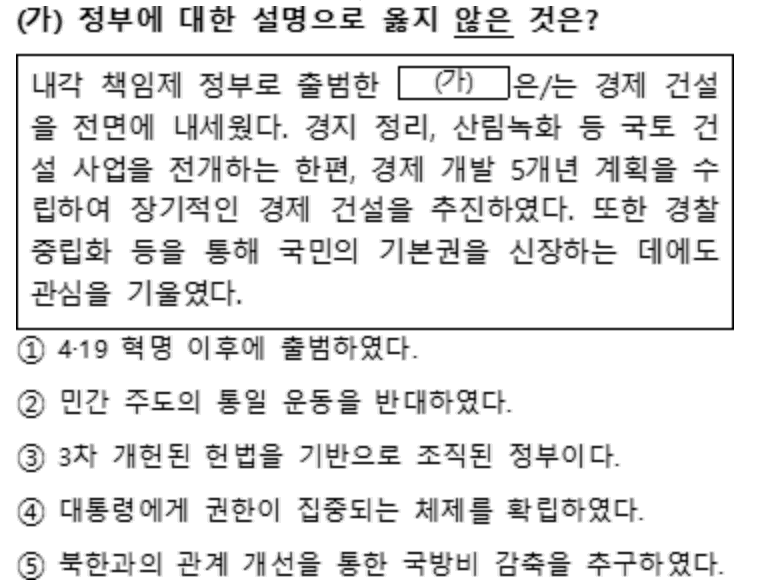 (가) 정부에 대한 설명으로 옳지 않은 것은?
내각 책임제 정부로 출범한 (가) 은/는 경제 건설
을 전면에 내세웠다. 경지 정리, 산림녹화 등 국토 건
설 사업을 전개하는 한편, 경제 개발 5개년 계획을 수
립하여 장기적인 경제 건설을 추진하였다. 또한 경찰
중립화 등을 통해 국민의 기본권을 신장하는 데에도
관심을 기울였다.
① 4·19 혁명 이후에 출범하였다.
② 민간 주도의 통일 운동을 반대하였다.
③ 3차 개헌된 헌법을 기반으로 조직된 정부이다.
④ 대통령에게 권한이 집중되는 체제를 확립하였다.
⑤ 북한과의 관계 개선을 통한 국방비 감축을 추구하였다.